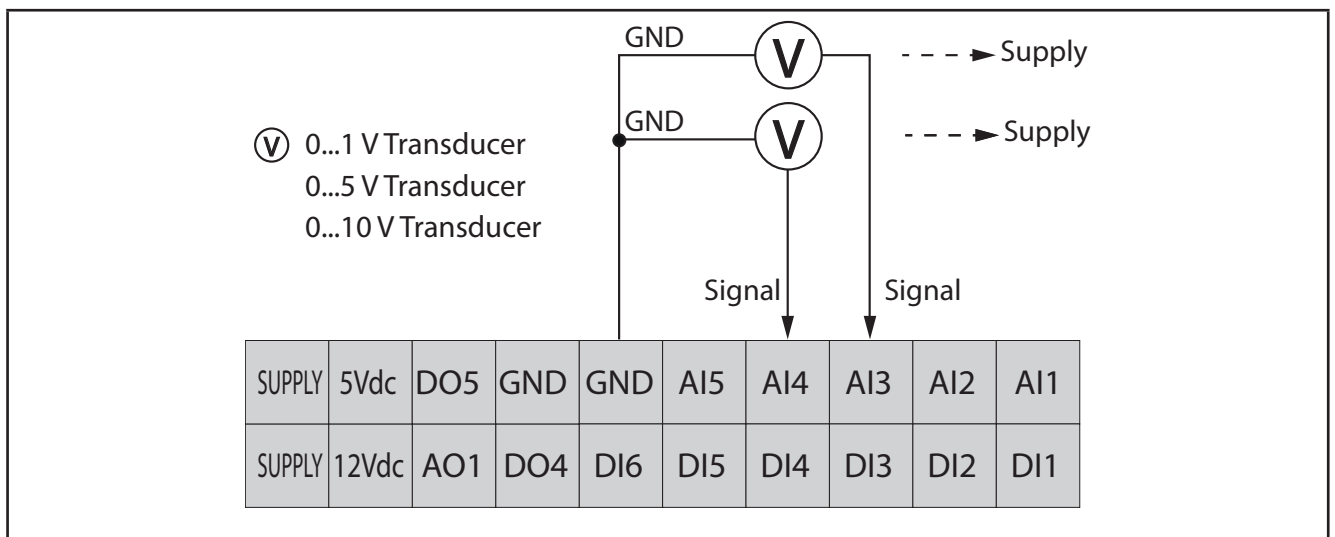 GND
V
Supply
GND
V
Supply
V 0...1 V Transducer
0...5 V Transducer
0...10 V Transducer
Signal
Signal
SUPPLY 5Vdc DO5 GND GND AI5 AI4 AI3 AI2 AI1
SUPPLY 12Vdc AO1 DO4 DI6 DI5 DI4 DI3 DI2 DI1